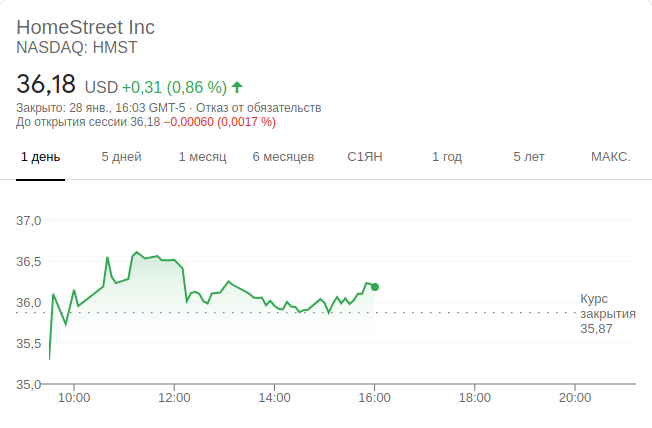 HomeStreet Inc
NASDAQ: HMST
36,18 USD +0,31 (0,86 %)
Закрыто: 28 янв., 16:03 GMT-5 · Отказ от обязательств
До открытия сессии 36,18 −0,00060 (0,0017 %)
1 день 5 дней 1 месяц 6 месяцев С1ЯН 1 год 5 лет МАКС.
37,0
36,5
36,0
Курс
закрытия
35,87
35,5
35,0
10:00 12:00 14:00 16:00 18:00 20:00